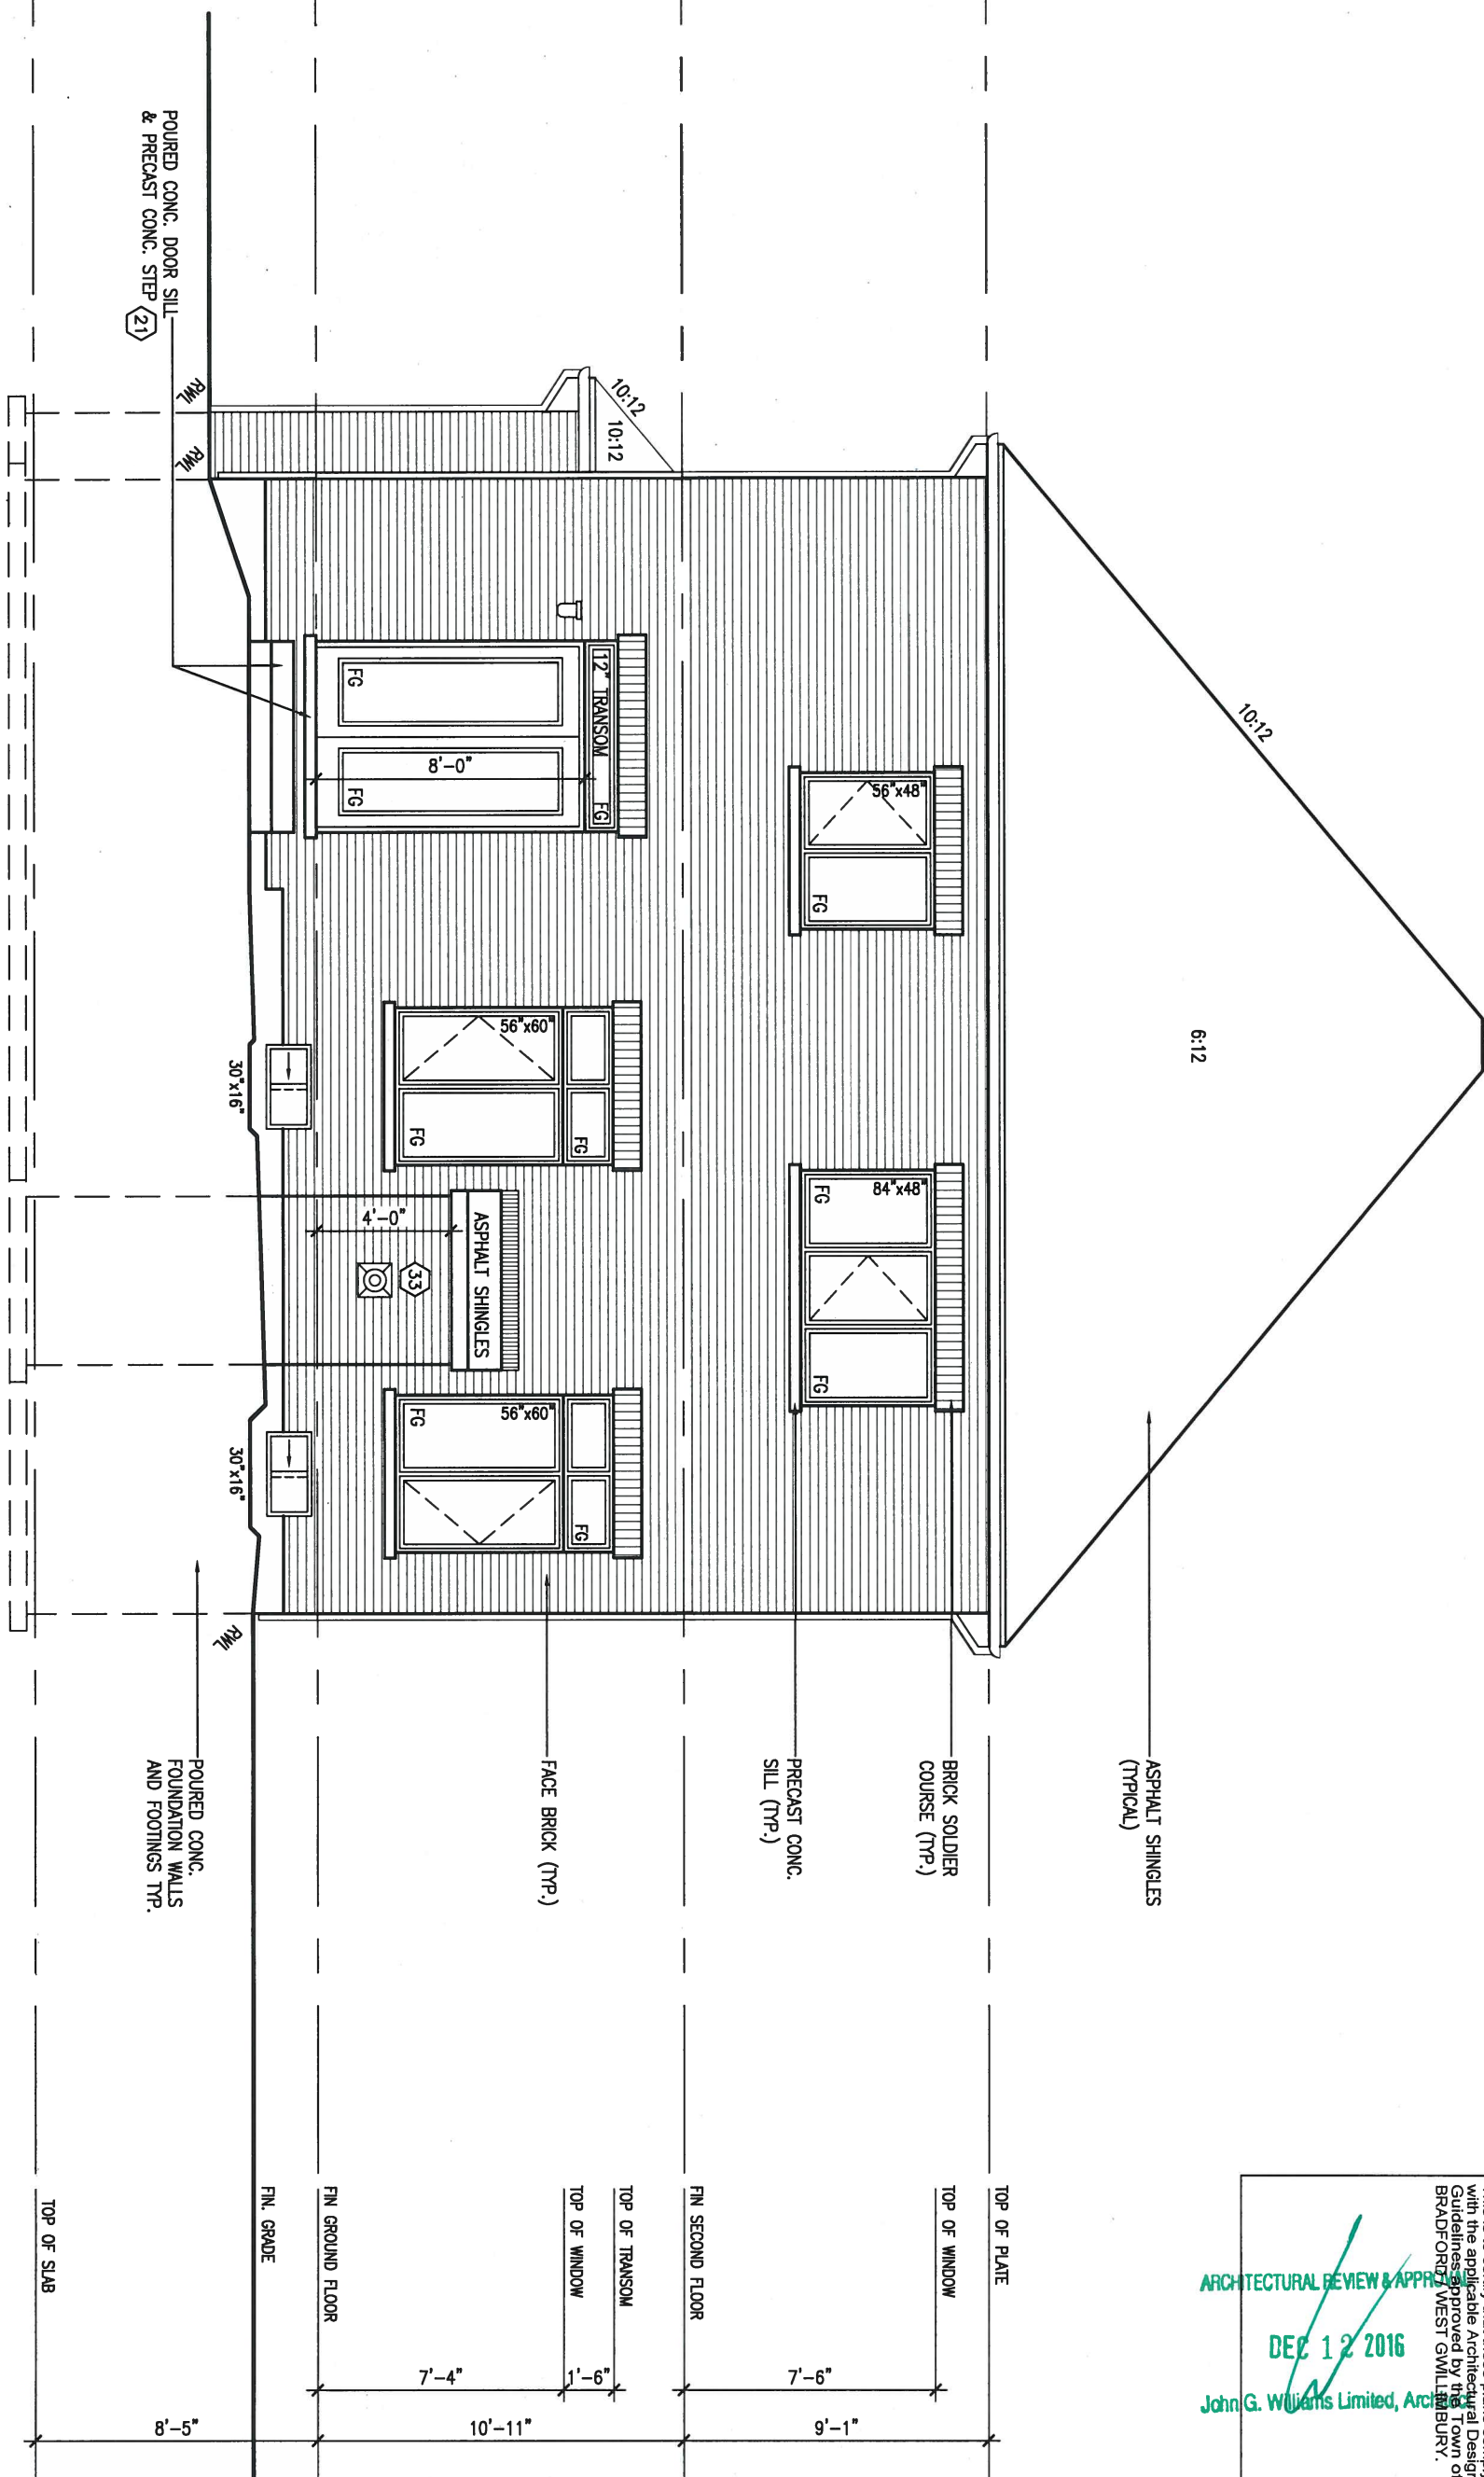 with the applicable Architectural Design
Guidelines approved by the Town of
BRADFORD / WEST GWILLIMBURY.
ARCHITECTURAL REVIEW & APPROVAL
DEC 12 2016
John G. Williams Limited, Architect
10:12
6:12
ASPHALT SHINGLES
(TYPICAL)
TOP OF PLATE
BRICK SOLDIER
COURSE (TYP.)
TOP OF WINDOW
56"x48"
FG
84"x48"
FG
FG
PRECAST CONC.
SILL (TYP.)
9'-1"
7'-6"
FIN SECOND FLOOR
10:12
10:12
12" TRANSOM
FG
FG
FG
8'-0"
56"x60"
FG
FG
ASPHALT SHINGLES
4'-0"
33
56"x60"
FG
FG
FACE BRICK (TYP.)
TOP OF TRANSOM
TOP OF WINDOW
1'-6"
7'-4"
10'-11"
FIN GROUND FLOOR
FIN. GRADE
RWL
RWL
30"x16"
30"x16"
RWL
POURED CONC. DOOR SILL
& PRECAST CONC. STEP 21
POURED CONC.
FOUNDATION WALLS
AND FOOTINGS TYP.
8'-5"
TOP OF SLAB